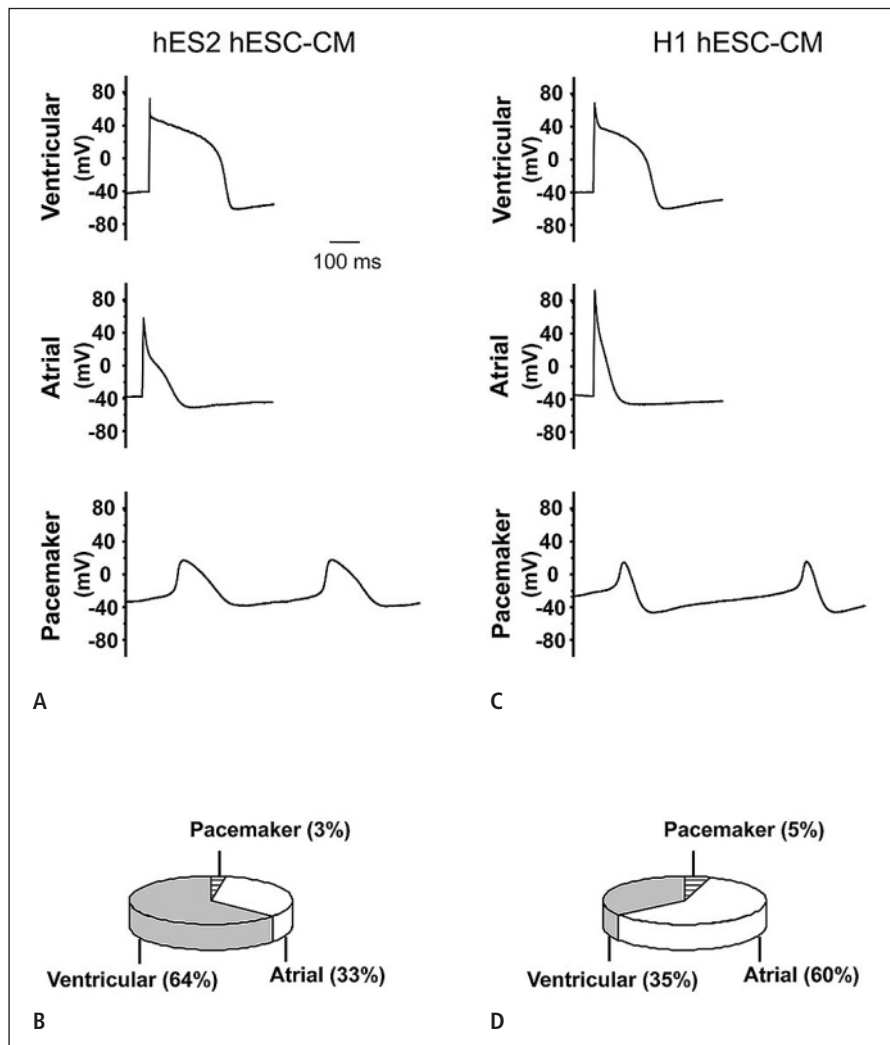 hES2 hESC-CM
80
40
0
-40
-80
Ventricular
(mV)
100 ms
80
40
0
-40
-80
Atrial
(mV)
80
40
0
-40
-80
Pacemaker
(mV)
A
Pacemaker (3%)
Ventricular (64%)
Atrial (33%)
B
H1 hESC-CM
80
40
0
-40
-80
Ventricular
(mV)
80
40
0
-40
-80
Atrial
(mV)
80
40
0
-40
-80
Pacemaker
(mV)
C
Pacemaker (5%)
Ventricular (35%)
Atrial (60%)
D